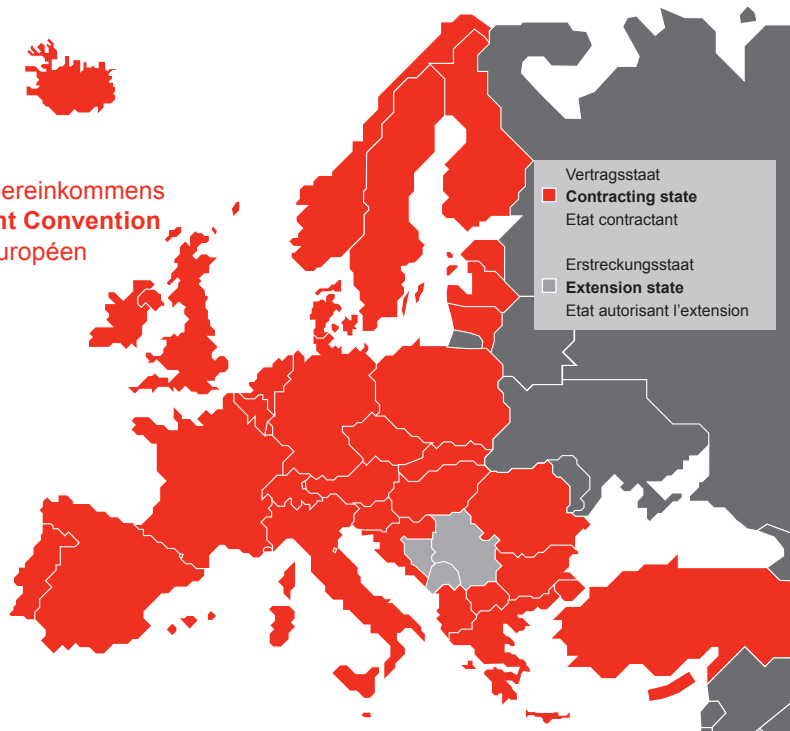 ereinkommens
nt Convention
uropéen
Vertragsstaat
Contracting state
Etat contractant
Erstreckungsstaat
Extension state
Etat autorisant l'extension